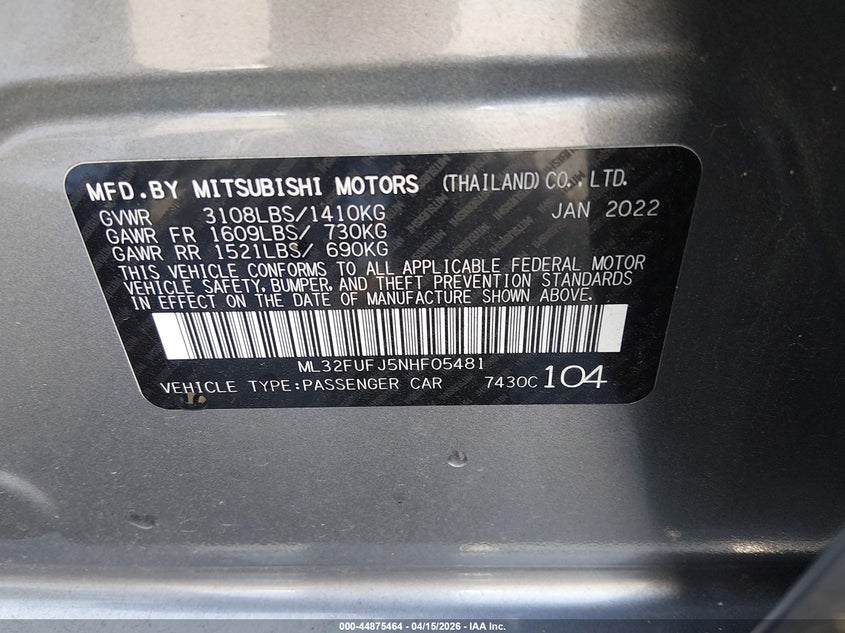 MFD.BY MITSUBISHI MOTORS (THAILAND) CO., LTD.
GVWR 3108LBS/1410KG JAN 2022
GAWR FR 1609LBS/ 730KG
GAWR RR 1521LBS/ 690KG
THIS VEHICLE CONFORMS TO ALL APPLICABLE FEDERAL MOTOR
VEHICLE SAFETY, BUMPER, AND THEFT PREVENTION STANDARDS
IN EFFECT ON THE DATE OF MANUFACTURE SHOWN ABOVE.
ML32FUFJ5NHF05481
VEHICLE TYPE:PASSENGER CAR 7430C 104
000-44875464 - 04/15/2026 - IAA Inc.